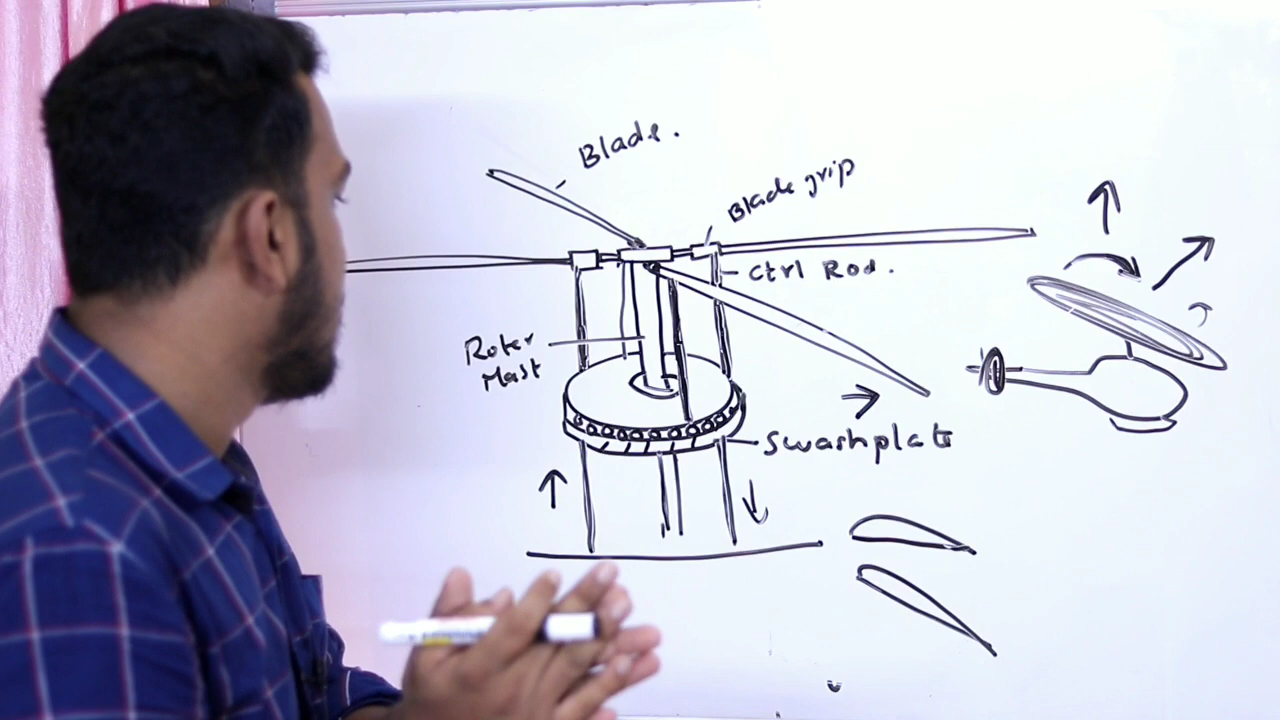 Blade.
Blade grip
Ctrl Rod.
Rotor
Mast
Swashplate